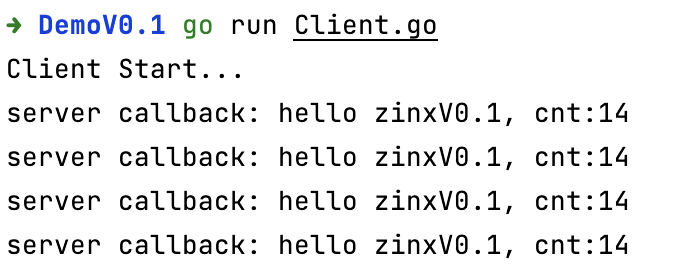 ➜ DemoV0.1 go run Client.go
Client Start...
server callback: hello zinxV0.1, cnt:14
server callback: hello zinxV0.1, cnt:14
server callback: hello zinxV0.1, cnt:14
server callback: hello zinxV0.1, cnt:14